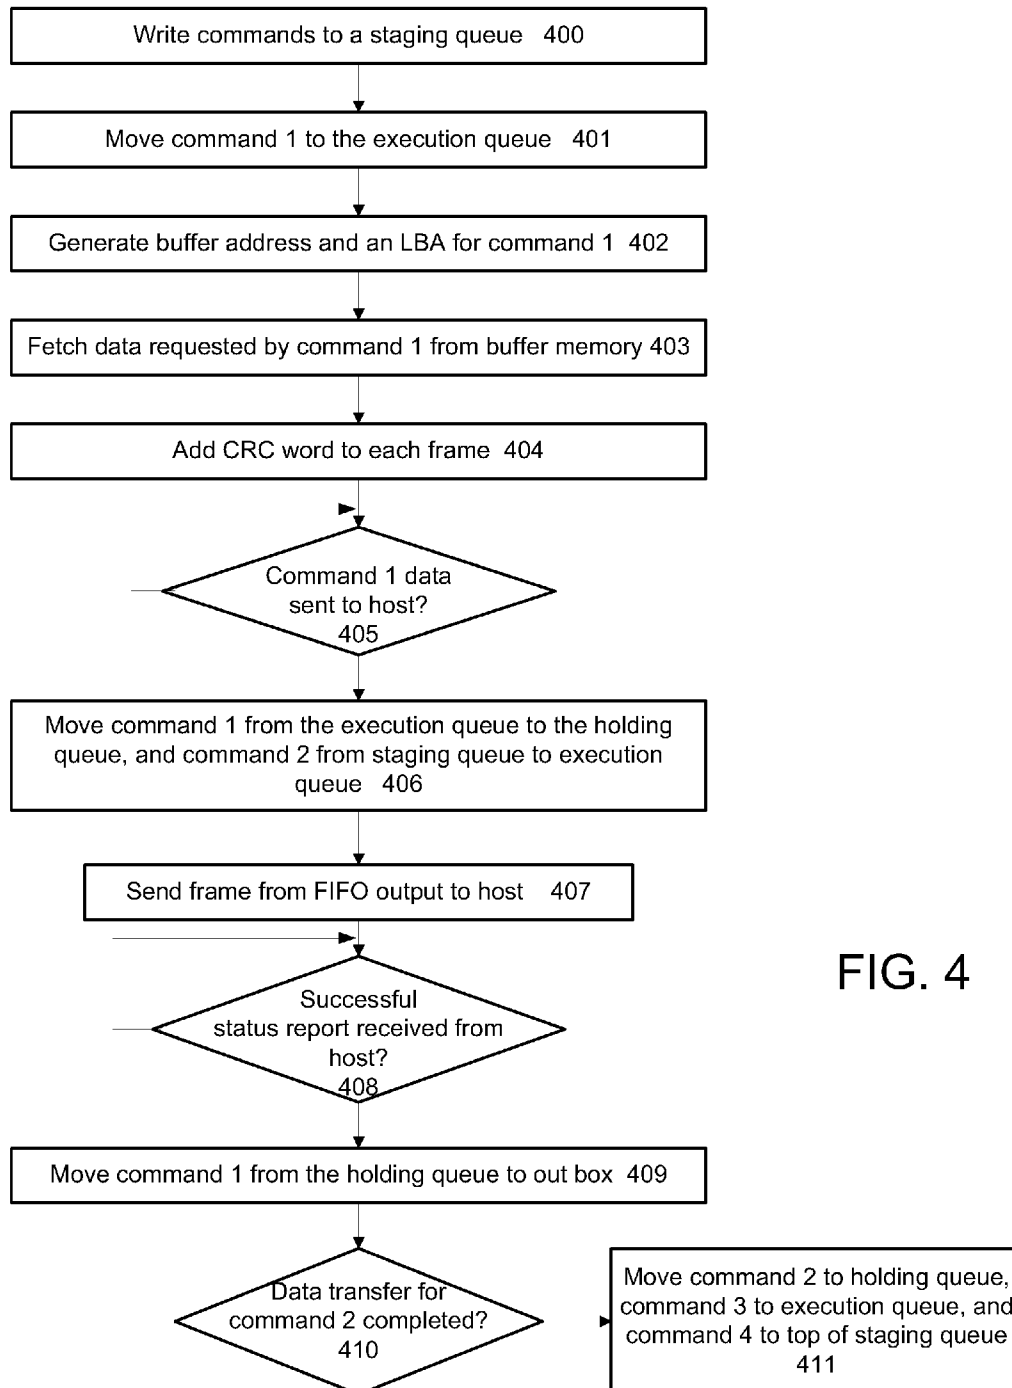 Write commands to a staging queue 400
Move command 1 to the execution queue 401
Generate buffer address and an LBA for command 1 402
Fetch data requested by command 1 from buffer memory 403
Add CRC word to each frame 404
Command 1 data
sent to host?
405
Move command 1 from the execution queue to the holding
queue, and command 2 from staging queue to execution
queue 406
Send frame from FIFO output to host 407
FIG. 4
Successful
status report received from
host?
408
Move command 1 from the holding queue to out box 409
Data transfer for
command 2 completed?
410
Move command 2 to holding queue,
command 3 to execution queue, and
command 4 to top of staging queue
411